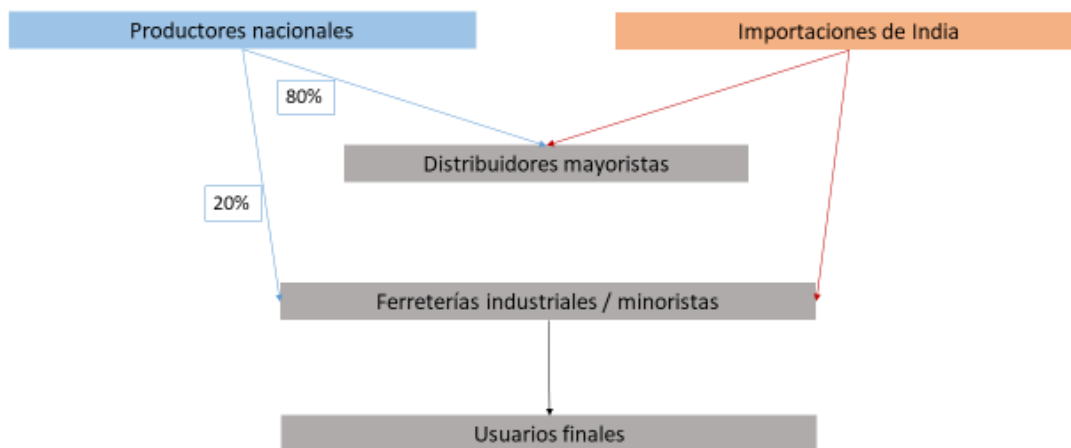 Productores nacionales
Importaciones de India
80%
Distribuidores mayoristas
20%
Ferreterías industriales / minoristas
Usuarios finales